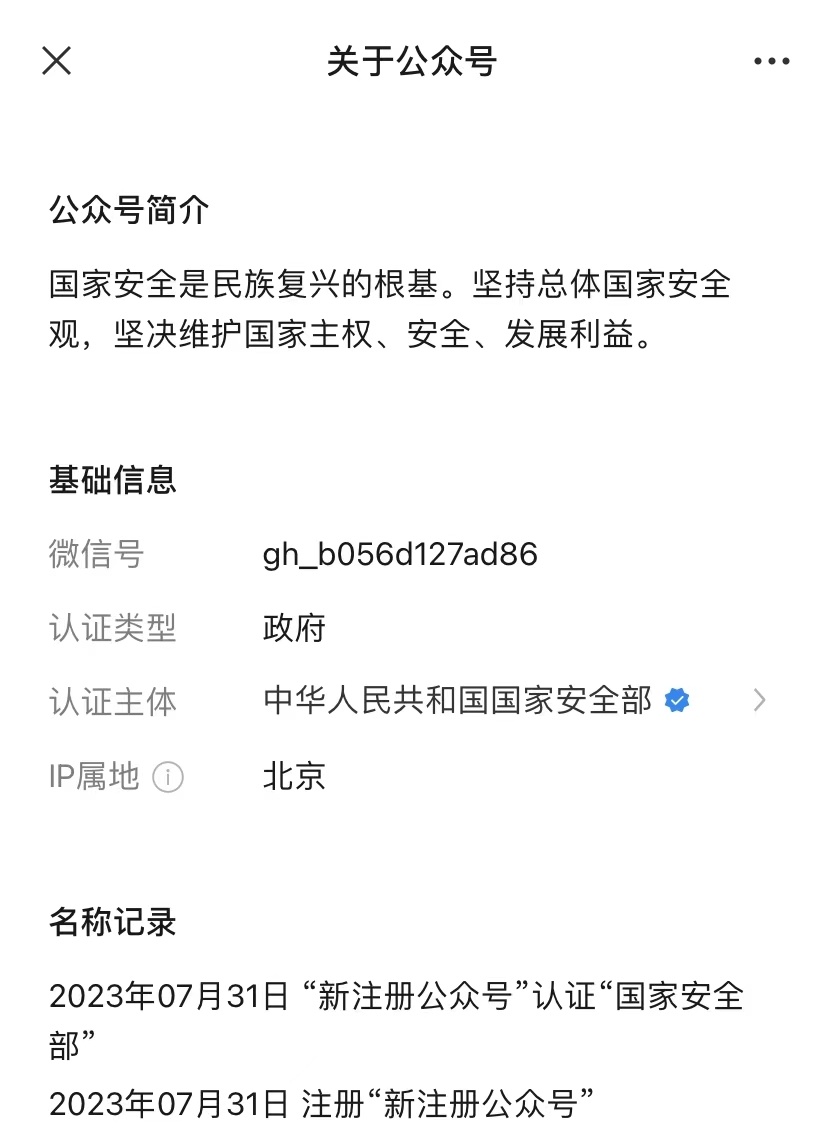 关于公众号
公众号简介
国家安全是民族复兴的根基。坚持总体国家安全
观，坚决维护国家主权、安全、发展利益。
基础信息
微信号 gh_b056d127ad86
认证类型 政府
认证主体 中华人民共和国国家安全部
IP属地 北京
名称记录
2023年07月31日 “新注册公众号”认证“国家安全
部”
2023年07月31日 注册“新注册公众号”